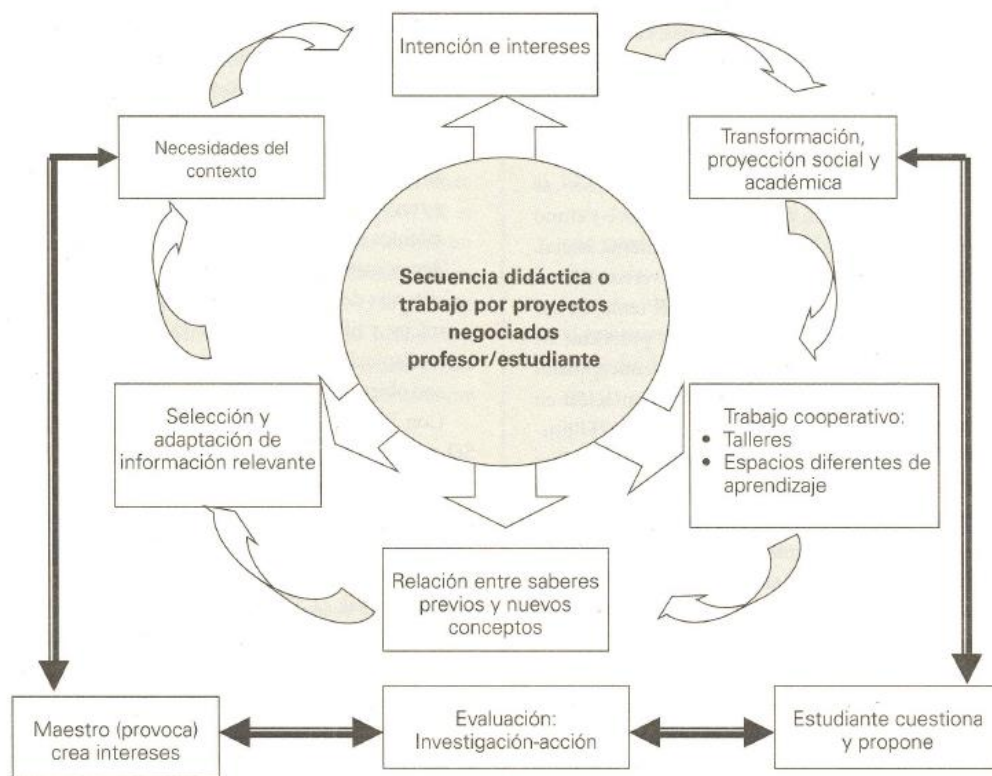 Intención e intereses
Necesidades del
contexto
Transformación,
proyección social y
académica
Secuencia didáctica o
trabajo por proyectos
negociados
profesor/estudiante
Selección y
adaptación de
información relevante
Trabajo cooperativo:
• Talleres
• Espacios diferentes de
aprendizaje
Relación entre saberes
previos y nuevos
conceptos
Maestro (provoca)
crea intereses
Evaluación:
Investigación-acción
Estudiante cuestiona
y propone